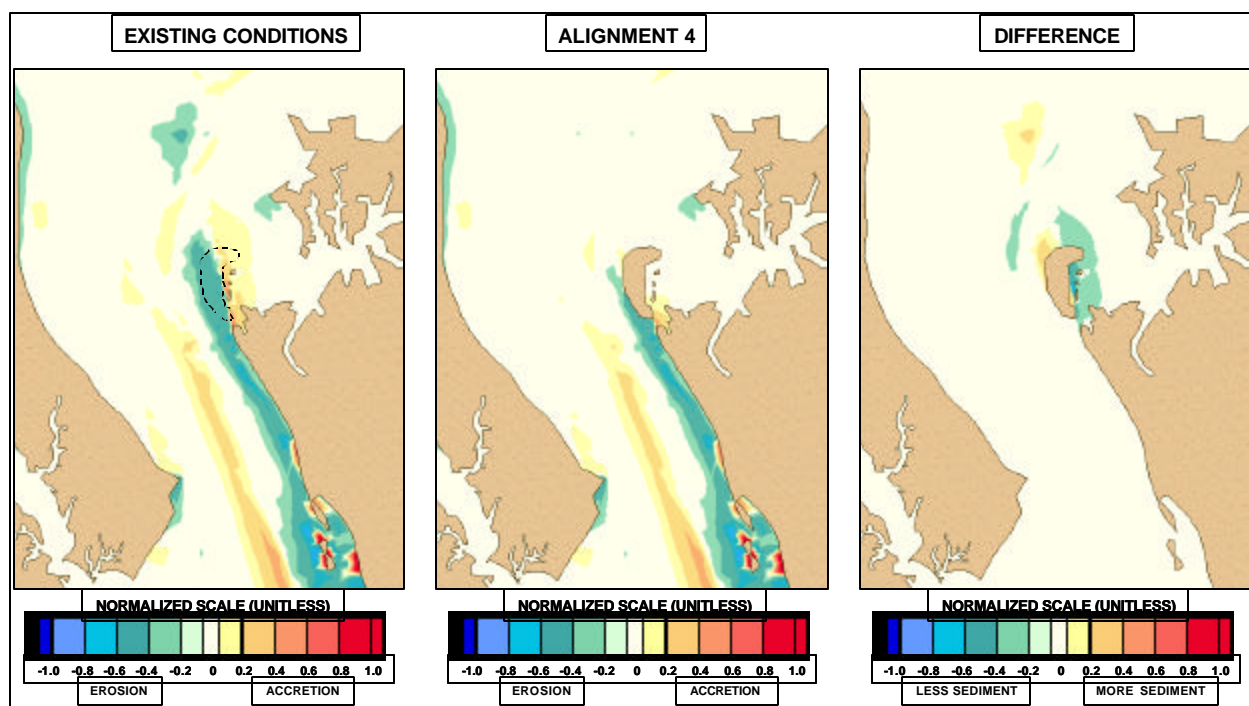 EXISTING CONDITIONS
ALIGNMENT 4
DIFFERENCE
NORMALIZED SCALE (UNITLESS)
-1.0 -0.8 -0.6 -0.4 -0.2 0 0.2 0.4 0.6 0.8 1.0
EROSION ACCRETION
NORMALIZED SCALE (UNITLESS)
-1.0 -0.8 -0.6 -0.4 -0.2 0 0.2 0.4 0.6 0.8 1.0
EROSION ACCRETION
NORMALIZED SCALE (UNITLESS)
-1.0 -0.8 -0.6 -0.4 -0.2 0 0.2 0.4 0.6 0.8 1.0
LESS SEDIMENT MORE SEDIMENT